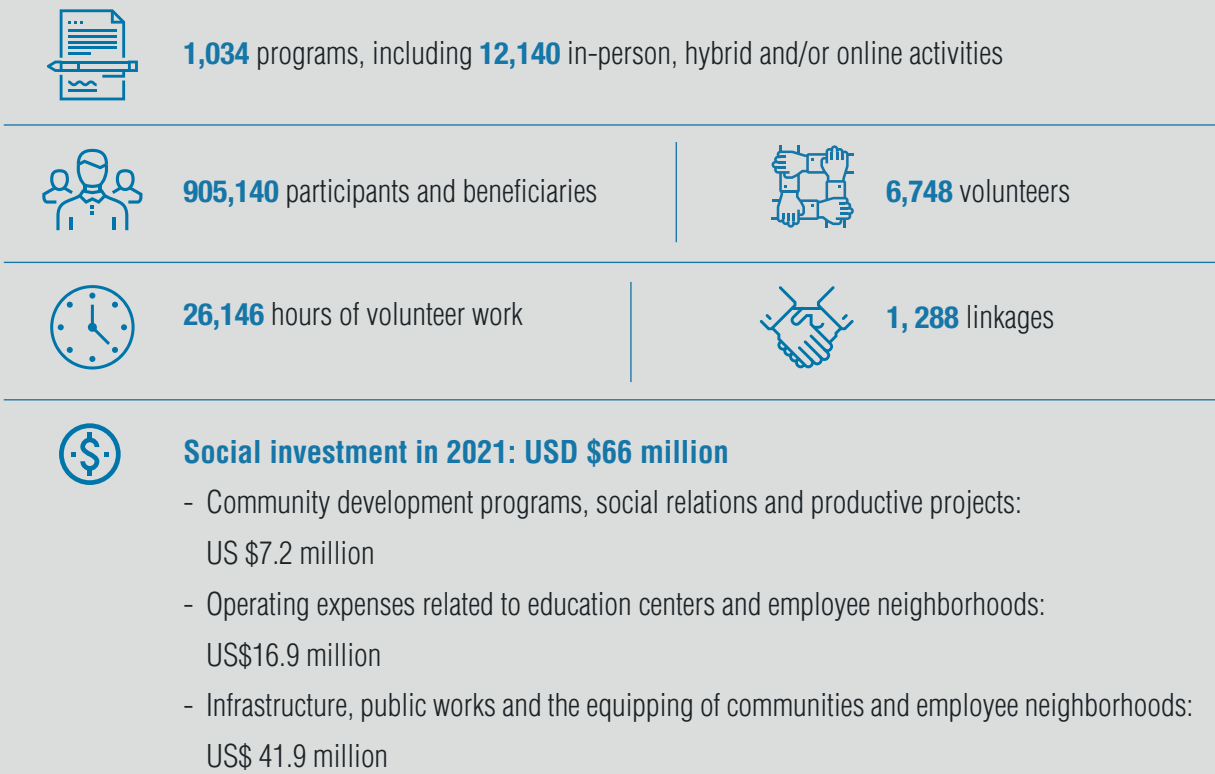 1,034 programs, including 12,140 in-person, hybrid and/or online activities
905,140 participants and beneficiaries
6,748 volunteers
26,146 hours of volunteer work
1, 288 linkages
Social investment in 2021: USD $66 million
- Community development programs, social relations and productive projects:
US $7.2 million
- Operating expenses related to education centers and employee neighborhoods:
US$16.9 million
- Infrastructure, public works and the equipping of communities and employee neighborhoods:
US$ 41.9 million